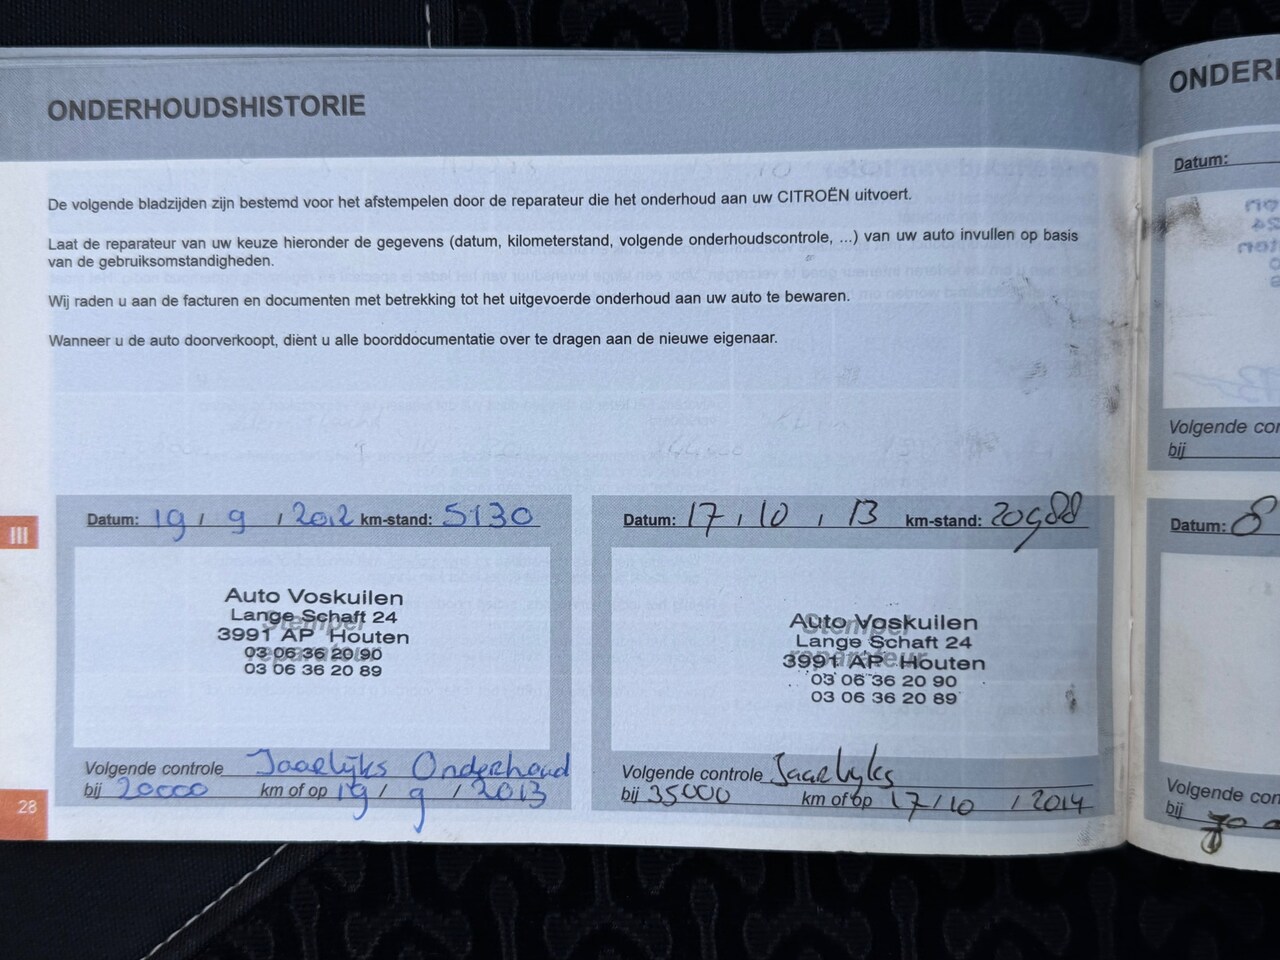 ONDERHOUDSHISTORIE
De volgende bladzijden zijn bestemd voor het afstempelen door de reparateur die het onderhoud aan uw CITROËN uitvoert.
Laat de reparateur van uw keuze hieronder de gegevens (datum, kilometerstand, volgende onderhoudscontrole, ...) van uw auto invullen op basis
van de gebruiksomstandigheden.
Wij raden u aan de facturen en documenten met betrekking tot het uitgevoerde onderhoud aan uw auto te bewaren.
Wanneer u de auto doorverkoopt, dient u alle boorddocumentatie over te dragen aan de nieuwe eigenaar.
III
28
Datum: 19 / 9 / 2012 km-stand: 5130
Stempel
reparateur
Auto Voskuilen
Lange Schaft 24
3991 AP Houten
03 06 36 20 90
03 06 36 20 89
Volgende controle Jaarlijks Onderhoud
bij 20000 km of op 19 / 9 / 2013
Datum: 17 / 10 / 13 km-stand: 20988
Stempel
reparateur
Auto Voskuilen
Lange Schaft 24
3991 AP Houten
03 06 36 20 90
03 06 36 20 89
Volgende controle Jaarlyks
bij 35000 km of op 17 / 10 / 2014
Datum:
Volgende
bij
Datum: 8
Volgende
bij